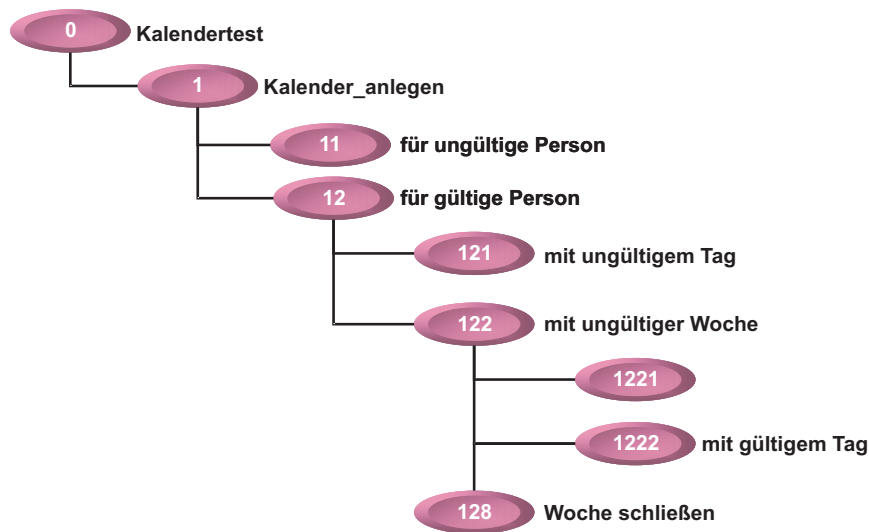 0 Kalendertest
1 Kalender_anlegen
11 für ungültige Person
12 für gültige Person
121 mit ungültigem Tag
122 mit ungültiger Woche
1221
1222 mit gültigem Tag
128 Woche schließen